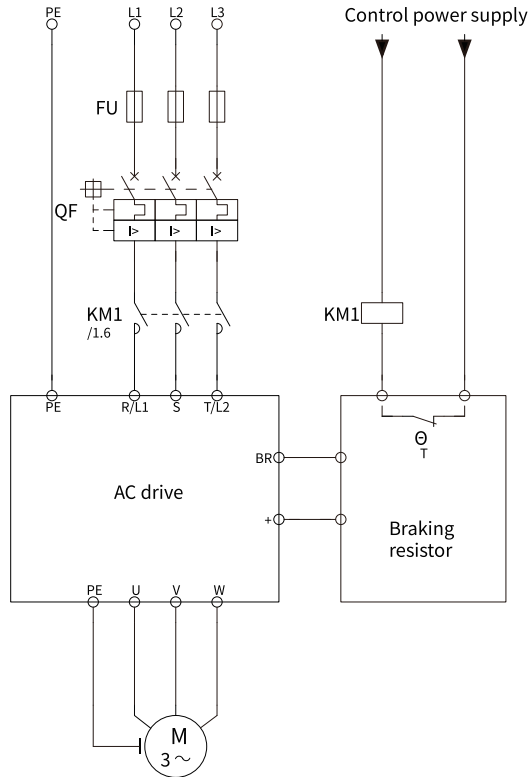 PE L1 L2 L3 Control power supply
FU
QF
I> I> I>
KM1
/1.6
KM1
PE R/L1 S T/L2
Θ
T
BR
AC drive
+
Braking
resistor
PE U V W
M
3 ~